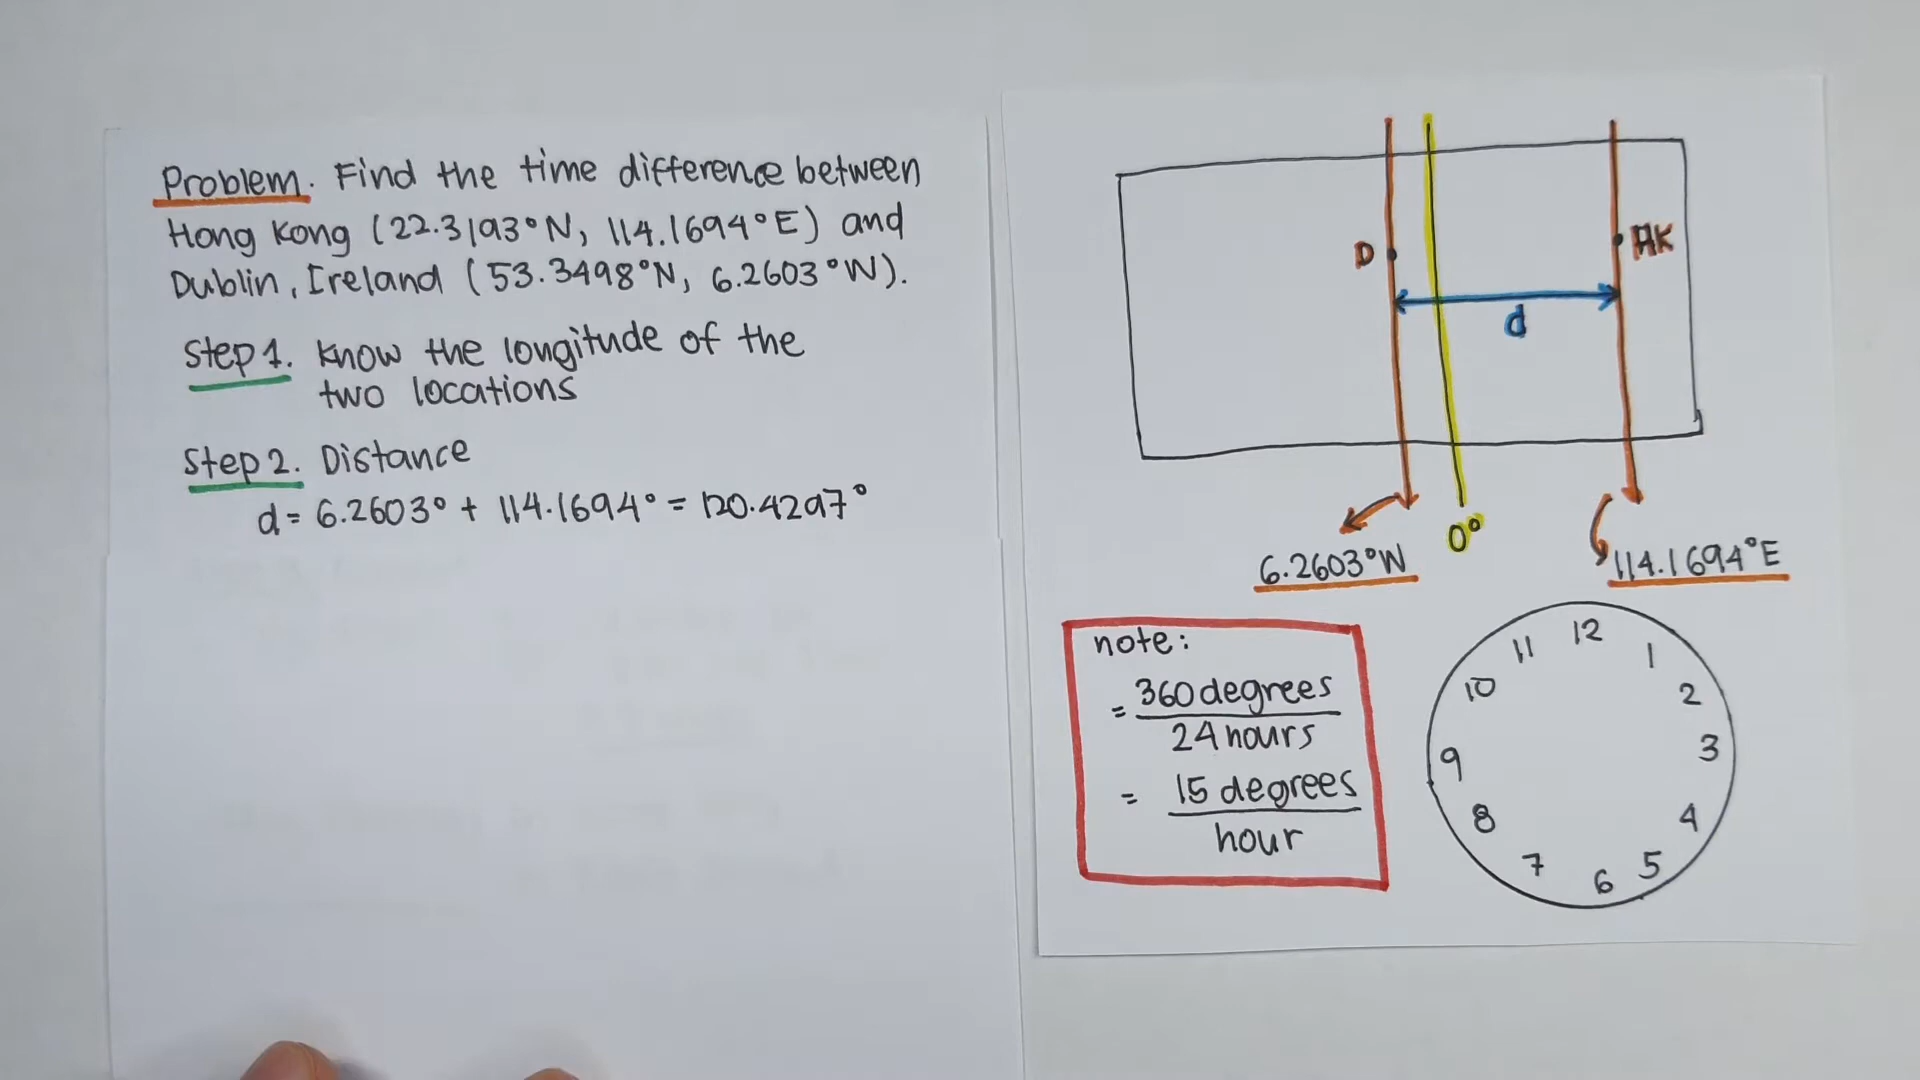 Problem. Find the time difference between
Hong Kong (22.3193°N, 114.1694°E) and
Dublin, Ireland (53.3498°N, 6.2603°W).
Step 1. Know the longitude of the
two locations
Step 2. Distance
d = 6.2603° + 114.1694° = 120.4297°
D
HK
d
6.2603°W
0°
114.1694°E
note:
= 360 degrees
24 hours
= 15 degrees
hour
12
1
2
3
4
5
6
7
8
9
10
11